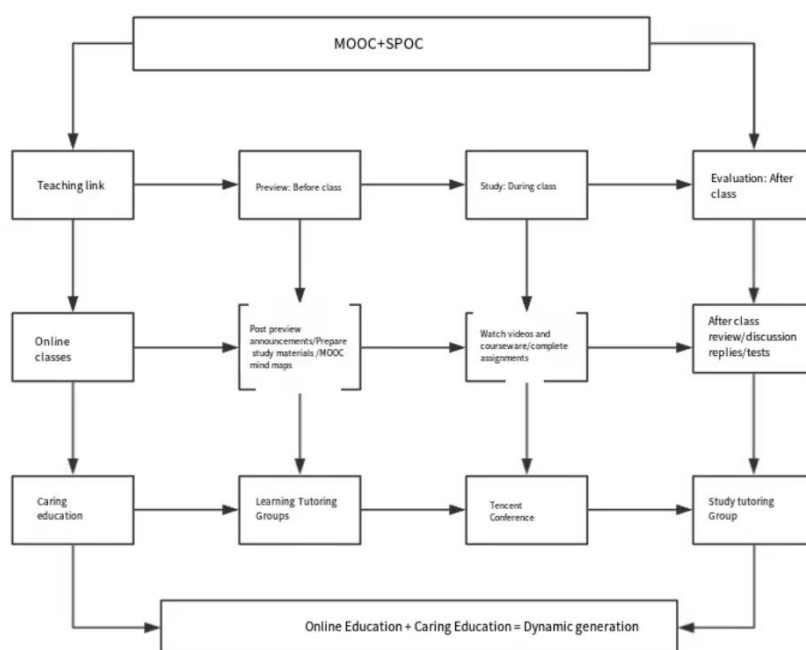 MOOC+SPOC
Teaching link
Preview: Before class
Study: During class
Evaluation: After
class
Online
classes
Post preview
announcements/Prepare
study materials /MOOC
mind maps
Watch videos and
courseware/complete
assignments
After class
review/discussion
replies/tests
Caring
education
Learning Tutoring
Groups
Tencent
Conference
Study tutoring
Group
Online Education + Caring Education = Dynamic generation